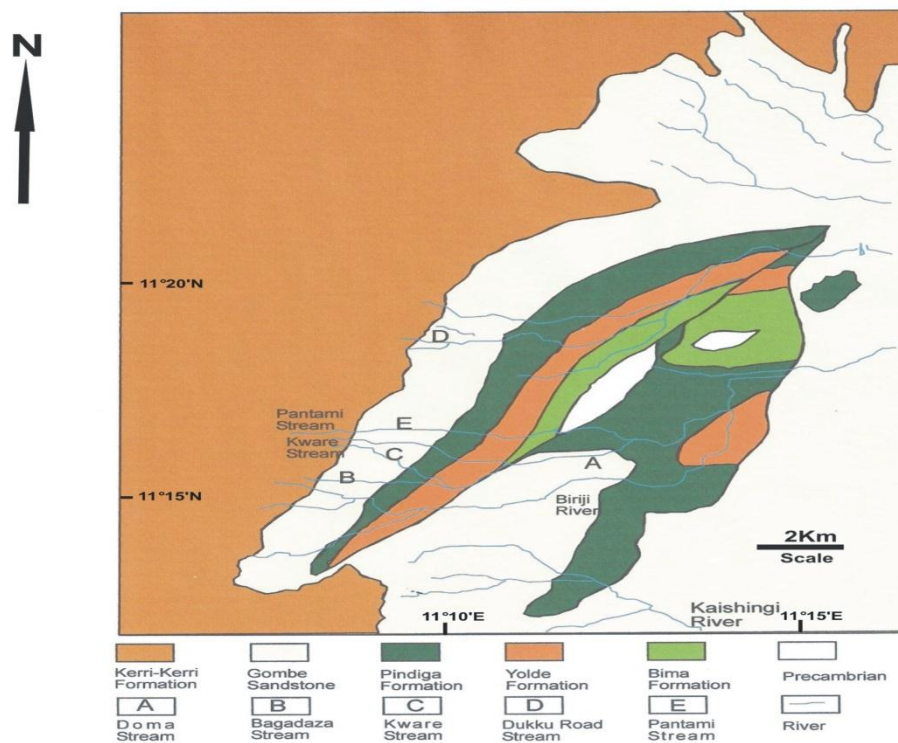 N
11°20'N
D
Pantami
Stream
E
Kware
Stream
C
B
A
11°15'N
Biriji
River
2Km
Scale
11°10'E
Kaishingi
River
11°15'E
Kerri-Kerri
Formation
Gombe
Sandstone
Pindiga
Formation
Yolde
Formation
Bima
Formation
Precambrian
A
Doma
Stream
B
Bagadaza
Stream
C
Kware
Stream
D
Dukku Road
Stream
E
Pantami
Stream
River